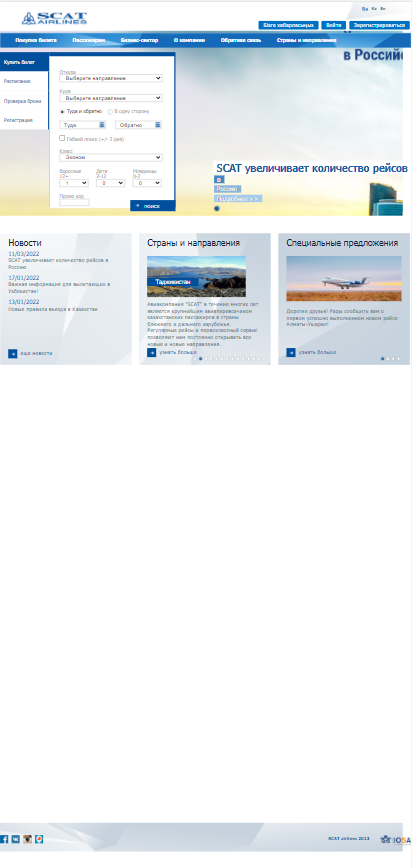 Ru Kz En
SCAT
AIRLINES
Бізге хабарласыңыз Войти Зарегистрироваться
Покупка билета Пассажирам Бизнес-сектор О компании Обратная связь Страны и направления
в Российс
Купить билет
Расписание
Проверка брони
Регистрация
Откуда
Выберите направление
Куда
Выберите направление
Туда и обратно В одну сторону
Туда Обратно
Гибкий поиск (+/- 3 дня)
Класс
Эконом
Взрослые Дети Младенцы
12+ 2-12 0-2
1 0 0
Промо код
поиск
SCAT увеличивает количество рейсов
в
Россию
Подробнее >>
Новости
11/03/2022
SCAT увеличивает количество рейсов в
Россию
17/01/2022
Важная информация для вылетающих в
Узбекистан!
13/01/2022
Новые правила въезда в Казахстан
еще новости
Страны и направления
Таджикистан
Авиакомпания "SCAT" в течение многих лет
является крупнейшим авиаперевозчиком
казахстанских пассажиров в страны
Ближнего и дальнего зарубежья.
Регулярные рейсы и первоклассный сервис
позволяет нам постоянно открывать все
новые и новые направления.
узнать больше
Специальные предложения
Дорогие друзья! Рады сообщить вам о
первом успешно выполненном новом рейсе
Алматы-Ушарал!
узнать больше
SCAT airlines 2013
IOSA